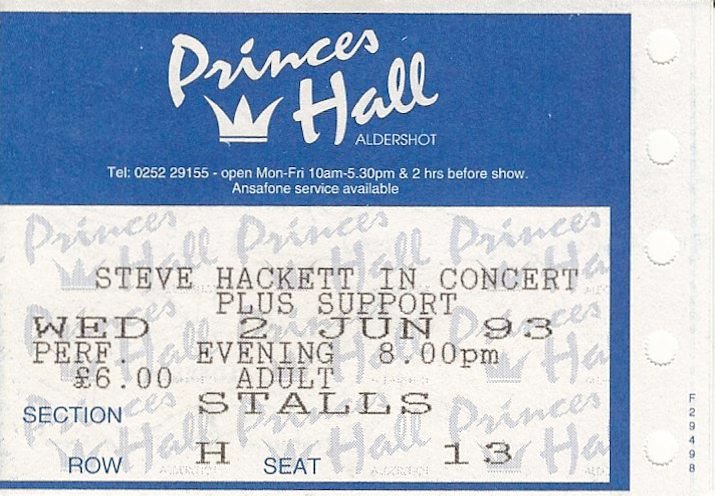 Princes
Hall
ALDERSHOT
Tel: 0252 29155 - open Mon-Fri 10am-5.30pm & 2 hrs before show.
Ansafone service available
STEVE HACKETT IN CONCERT
PLUS SUPPORT
WED 2 JUN 93
PERF. EVENING 8.00pm
£6.00 ADULT
SECTION STALLS
ROW H SEAT 13
F29498